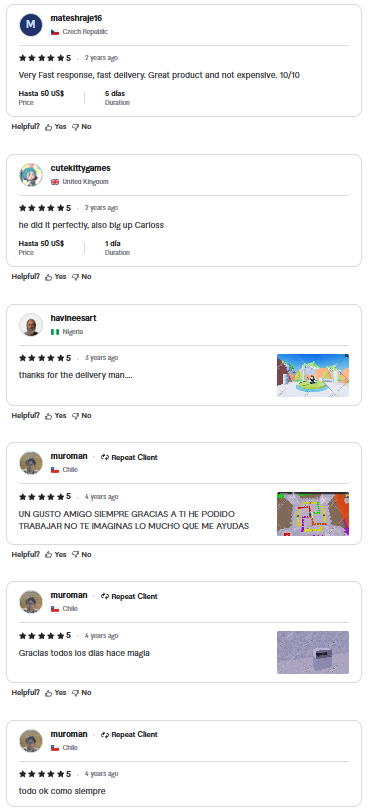 M
mateshraje16
Czech Republic
★★★★★ 5 · 2 years ago
Very Fast response, fast delivery. Great product and not expensive. 10/10
Hasta 50 US$ 5 días
Price Duration
Helpful? Yes No
cutekittygames
United Kingdom
★★★★★ 5 · 2 years ago
he did it perfectly, also big up Carloss
Hasta 50 US$ 1 día
Price Duration
Helpful? Yes No
havineesart
Nigeria
★★★★★ 5 · 3 years ago
thanks for the delivery man....
Helpful? Yes No
muroman · Repeat Client
Chile
★★★★★ 5 · 4 years ago
UN GUSTO AMIGO SIEMPRE GRACIAS A TI HE PODIDO
TRABAJAR NO TE IMAGINAS LO MUCHO QUE ME AYUDAS
Helpful? Yes No
muroman · Repeat Client
Chile
★★★★★ 5 · 4 years ago
Gracias todos los dias hace magia
Helpful? Yes No
muroman · Repeat Client
Chile
★★★★★ 5 · 4 years ago
todo ok como siempre